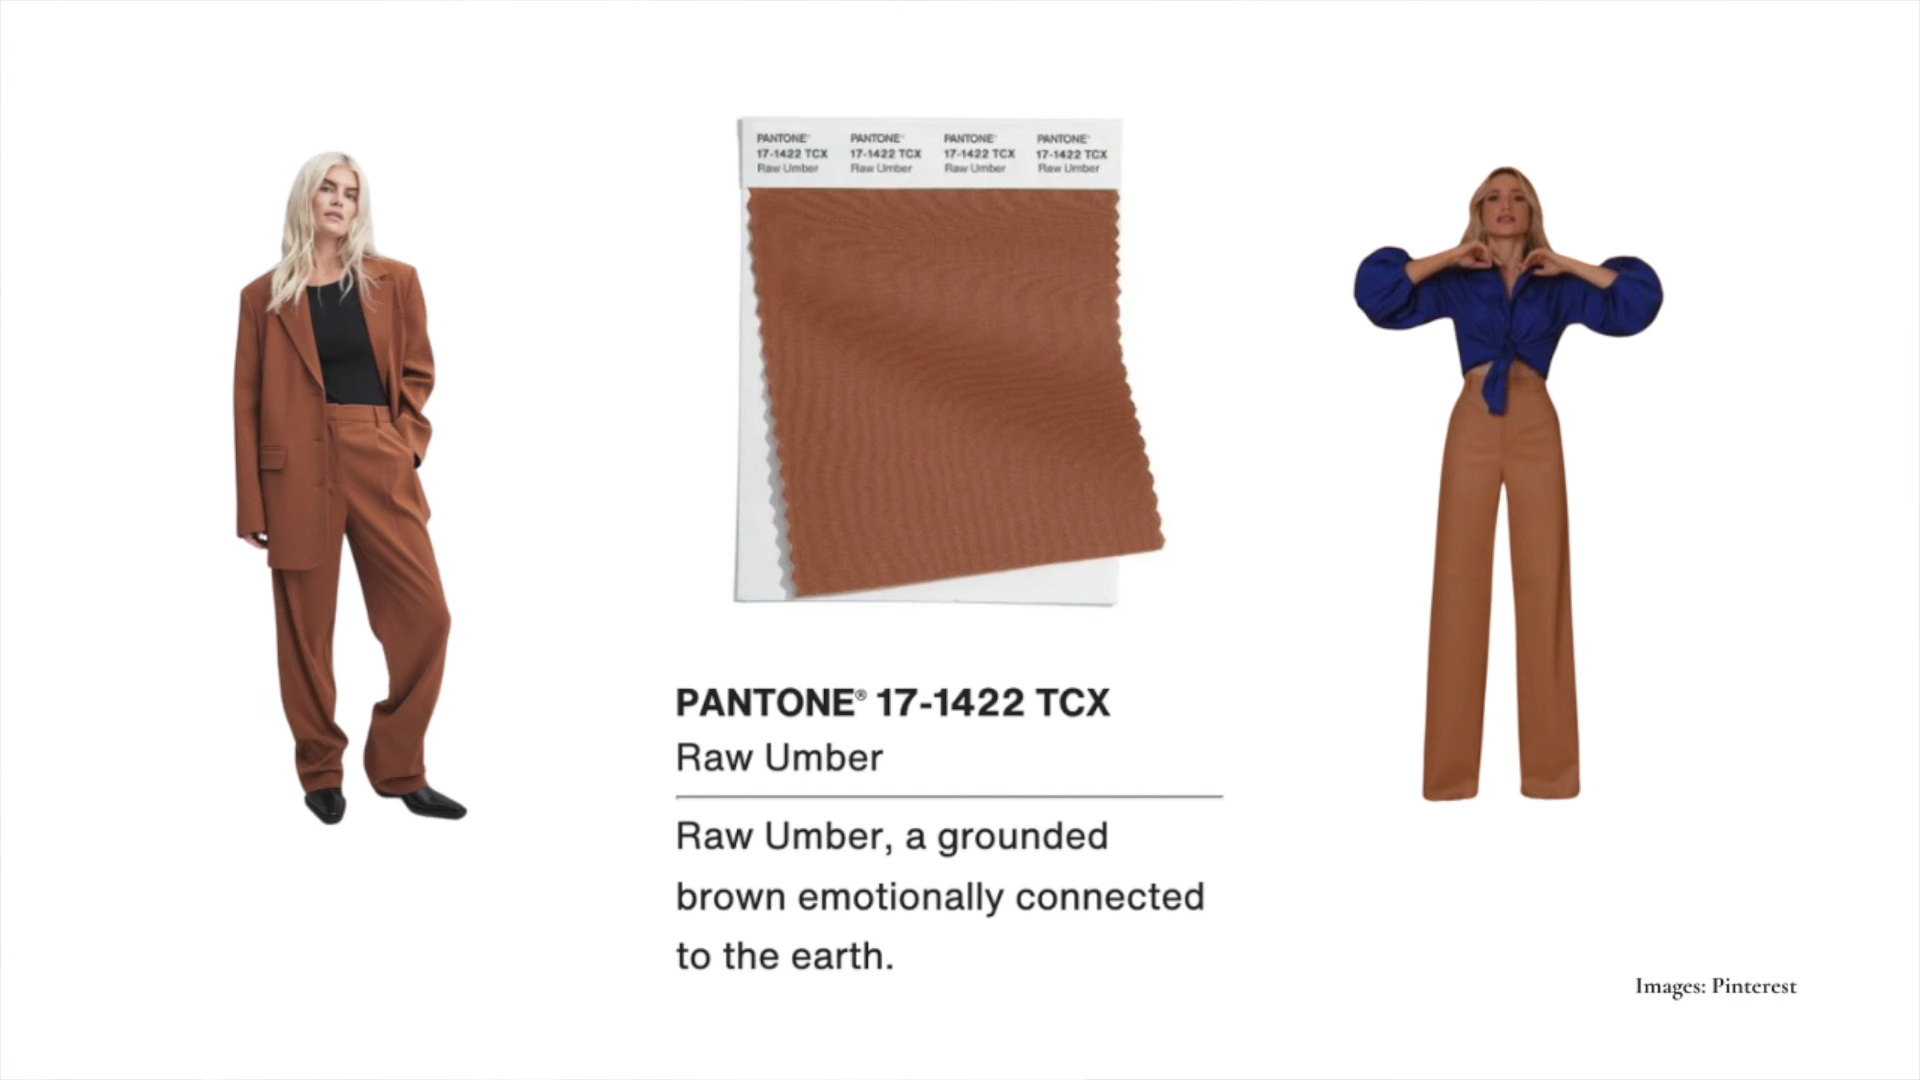 PANTONE® PANTONE® PANTONE® PANTONE®
17-1422 TCX 17-1422 TCX 17-1422 TCX 17-1422 TCX
Raw Umber Raw Umber Raw Umber Raw Umber
PANTONE® 17-1422 TCX
Raw Umber
Raw Umber, a grounded
brown emotionally connected
to the earth.
Images: Pinterest